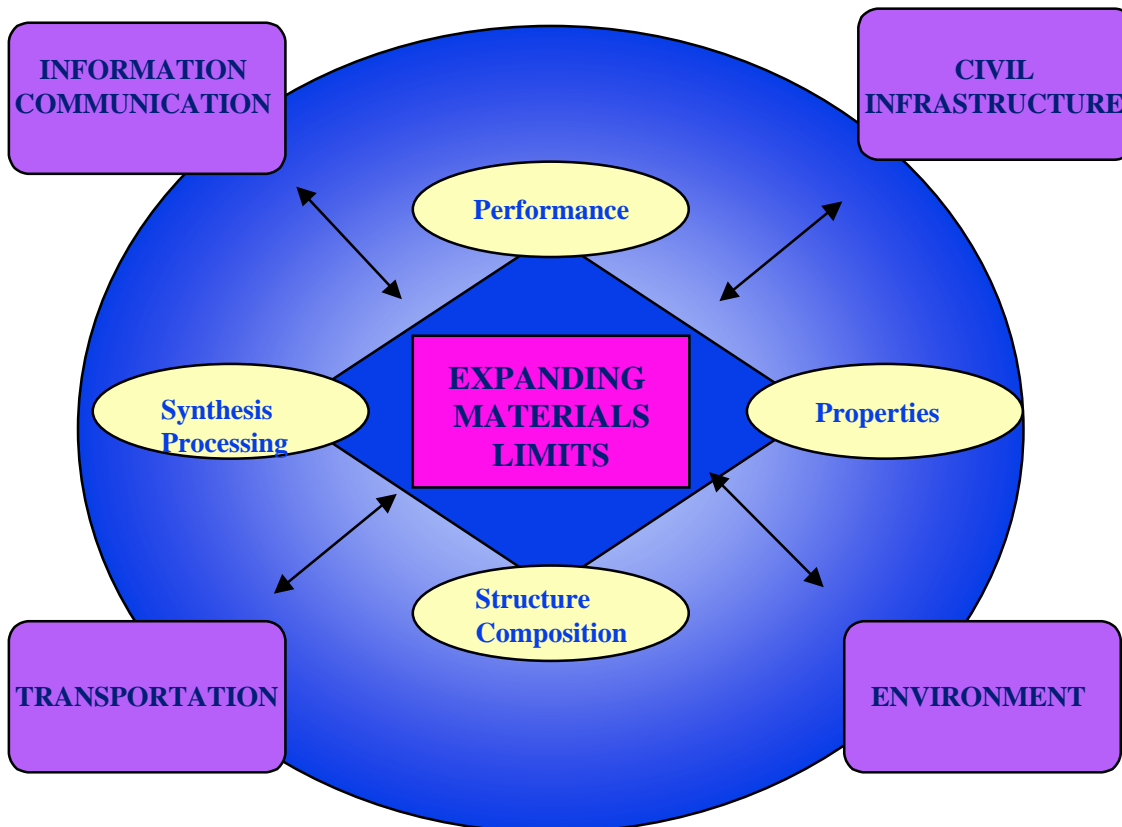 INFORMATION
COMMUNICATION
CIVIL
INFRASTRUCTURE
Performance
EXPANDING
MATERIALS
LIMITS
Synthesis
Processing
Properties
Structure
Composition
TRANSPORTATION
ENVIRONMENT